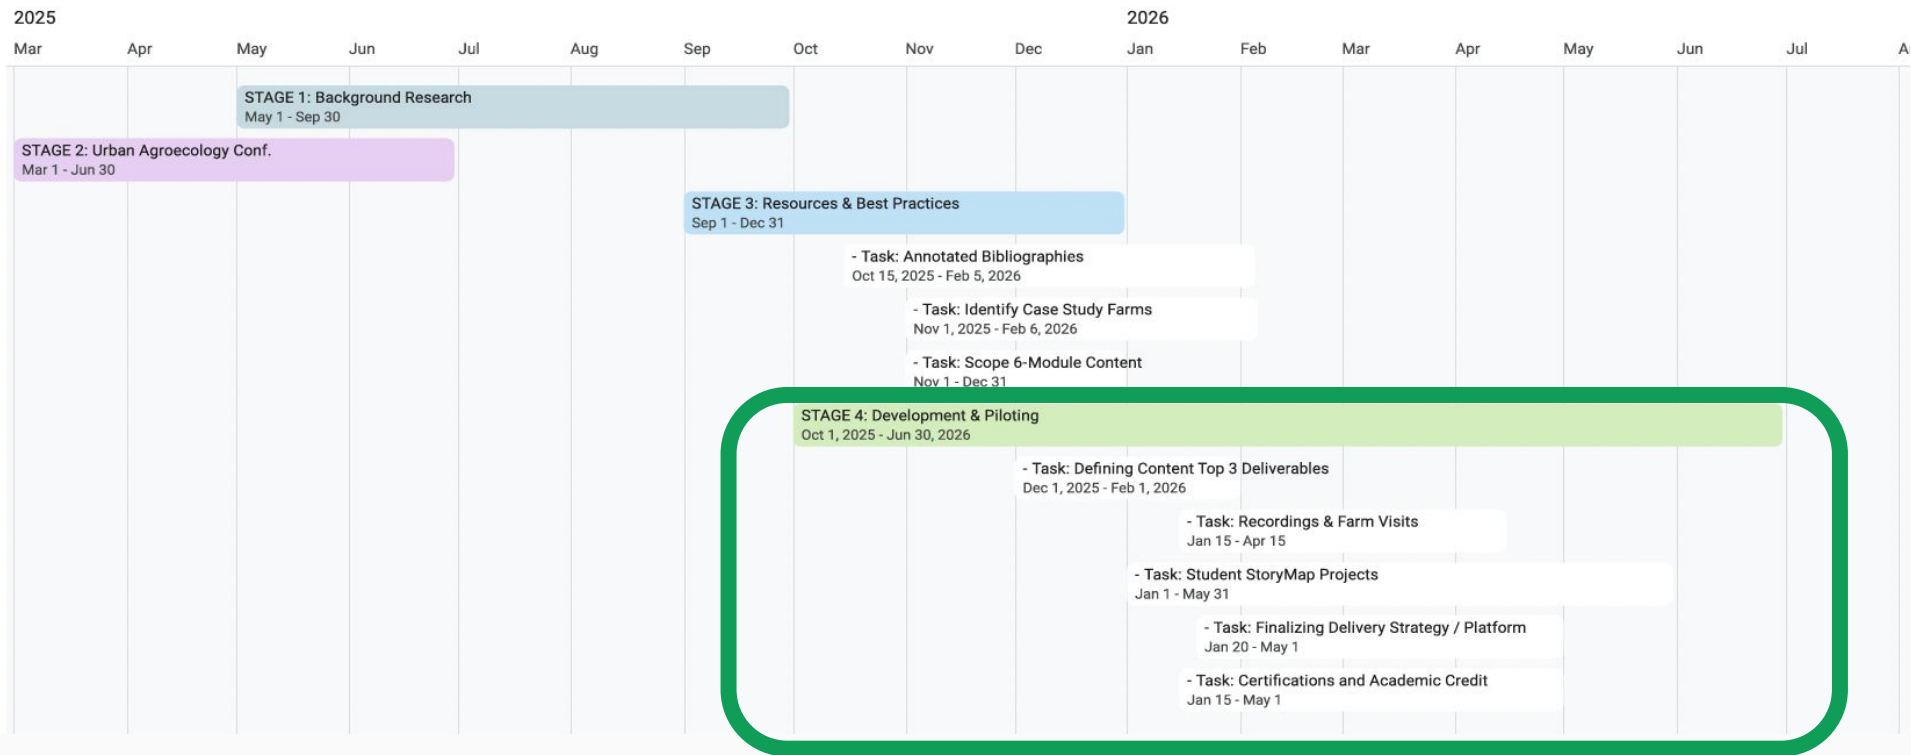 2025
2026
Mar Apr May Jun Jul Aug Sep Oct Nov Dec Jan Feb Mar Apr May Jun Jul
STAGE 1: Background Research
May 1 - Sep 30
STAGE 2: Urban Agroecology Conf.
Mar 1 - Jun 30
STAGE 3: Resources & Best Practices
Sep 1 - Dec 31
- Task: Annotated Bibliographies
Oct 15, 2025 - Feb 5, 2026
- Task: Identify Case Study Farms
Nov 1, 2025 - Feb 6, 2026
- Task: Scope 6-Module Content
Nov 1 - Dec 31
STAGE 4: Development & Piloting
Oct 1, 2025 - Jun 30, 2026
- Task: Defining Content Top 3 Deliverables
Dec 1, 2025 - Feb 1, 2026
- Task: Recordings & Farm Visits
Jan 15 - Apr 15
- Task: Student StoryMap Projects
Jan 1 - May 31
- Task: Finalizing Delivery Strategy / Platform
Jan 20 - May 1
- Task: Certifications and Academic Credit
Jan 15 - May 1